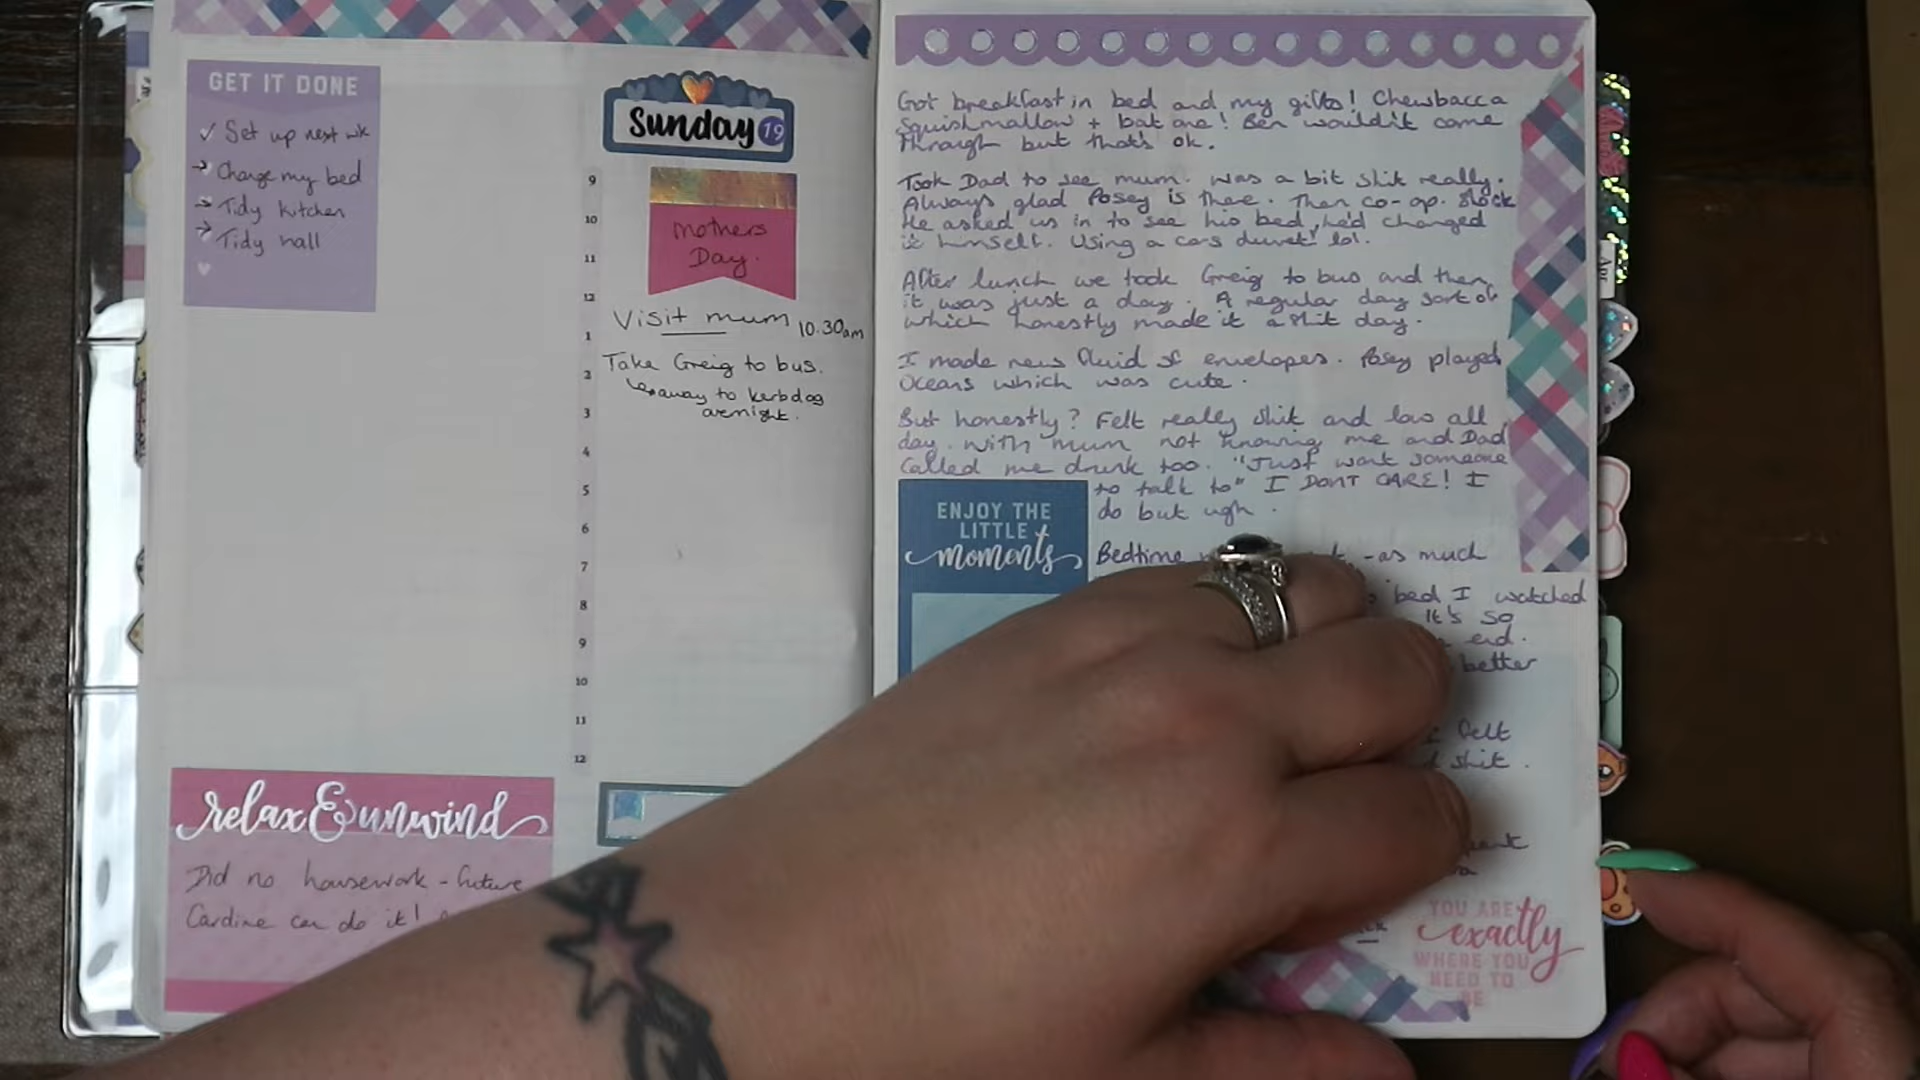 GET IT DONE
✓ Set up next wk
→ Change my bed
→ Tidy kitchen
→ Tidy hall
Sunday 19
mothers
Day.
Visit mum 10.30am
Take Greig to bus.
↳ away to kerbdog
overnight.
9
10
11
12
1
2
3
4
5
6
7
8
9
10
11
12
relax & unwind
Did no housework - future
can do it!
Got breakfast in bed and my gifts! Chewbacca
Squishmallow + bat one! Ben wouldn't come
through but that's ok.
Took Dad to see mum. was a bit shit really.
Always glad Posey is there. Then co-op.
He asked us in to see his bed, he'd changed
it himself. Using a cars duvet! lol.
After lunch we took Greig to bus and then
it was just a day. A regular day sort of
which honestly made it a shit day.
I made new fluid envelopes. Posey played
Oceans which was cute.
But honestly? Felt really shit and low all
day. With mum not knowing me and Dad
called me drunk too. "Just want someone
to talk to" I DONT CARE! I
do but ugh.
ENJOY THE
LITTLE
moments
Bedtime - as much
bed I watched
It's so
end.
better
I felt
shit.
YOU ARE
exactly
WHERE YOU
NEED TO
BE
Apr